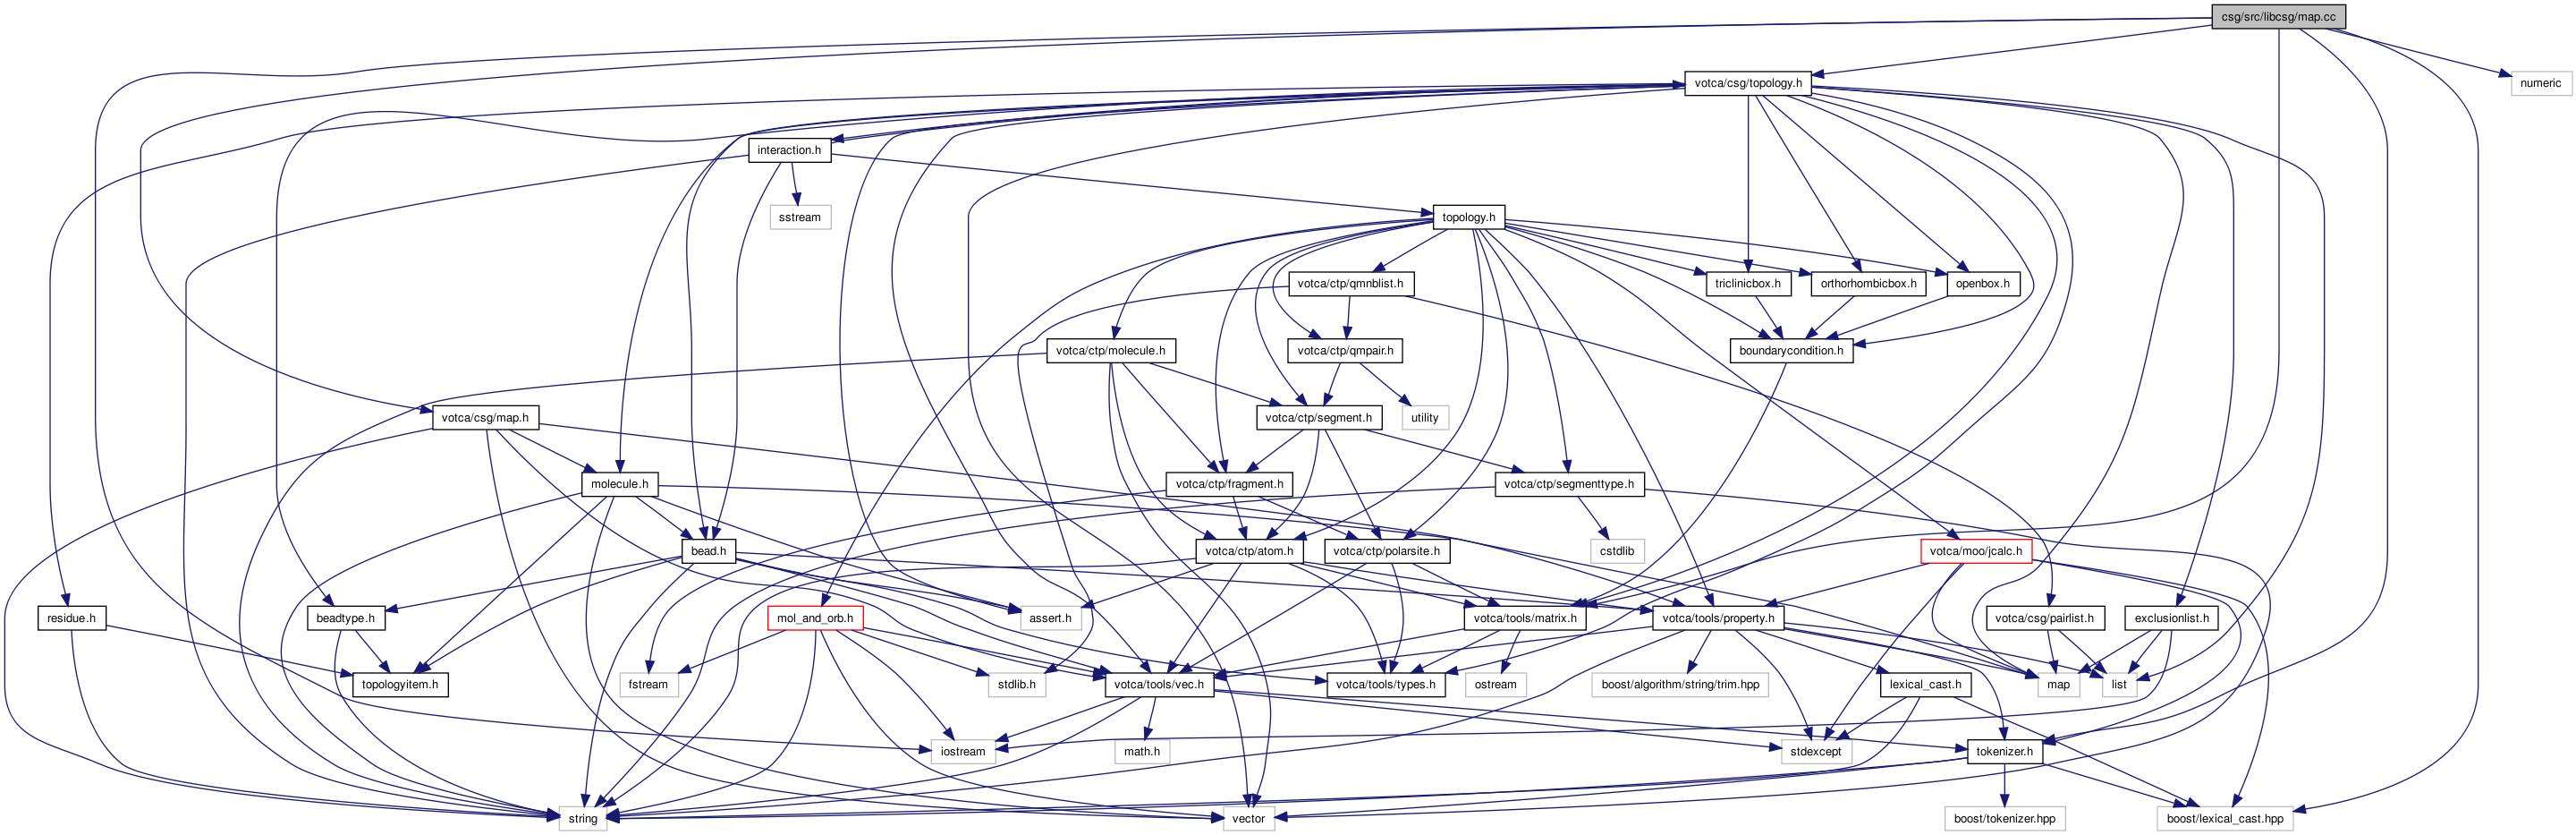 csg/src/libcsg/map.cc
votca/csg/topology.h
numeric
interaction.h
sstream
topology.h
votca/ctp/qmnblist.h
triclinicbox.h
orthorhombicbox.h
openbox.h
votca/ctp/molecule.h
votca/ctp/qmpair.h
boundarycondition.h
votca/csg/map.h
votca/ctp/segment.h
utility
molecule.h
votca/ctp/fragment.h
votca/ctp/segmenttype.h
bead.h
votca/ctp/atom.h
votca/ctp/polarsite.h
cstdlib
votca/moo/jcalc.h
residue.h
beadtype.h
mol_and_orb.h
assert.h
votca/tools/matrix.h
votca/tools/property.h
votca/csg/pairlist.h
exclusionlist.h
topologyitem.h
fstream
stdlib.h
votca/tools/vec.h
votca/tools/types.h
ostream
boost/algorithm/string/trim.hpp
lexical_cast.h
map
list
iostream
math.h
stdexcept
tokenizer.h
string
vector
boost/tokenizer.hpp
boost/lexical_cast.hpp